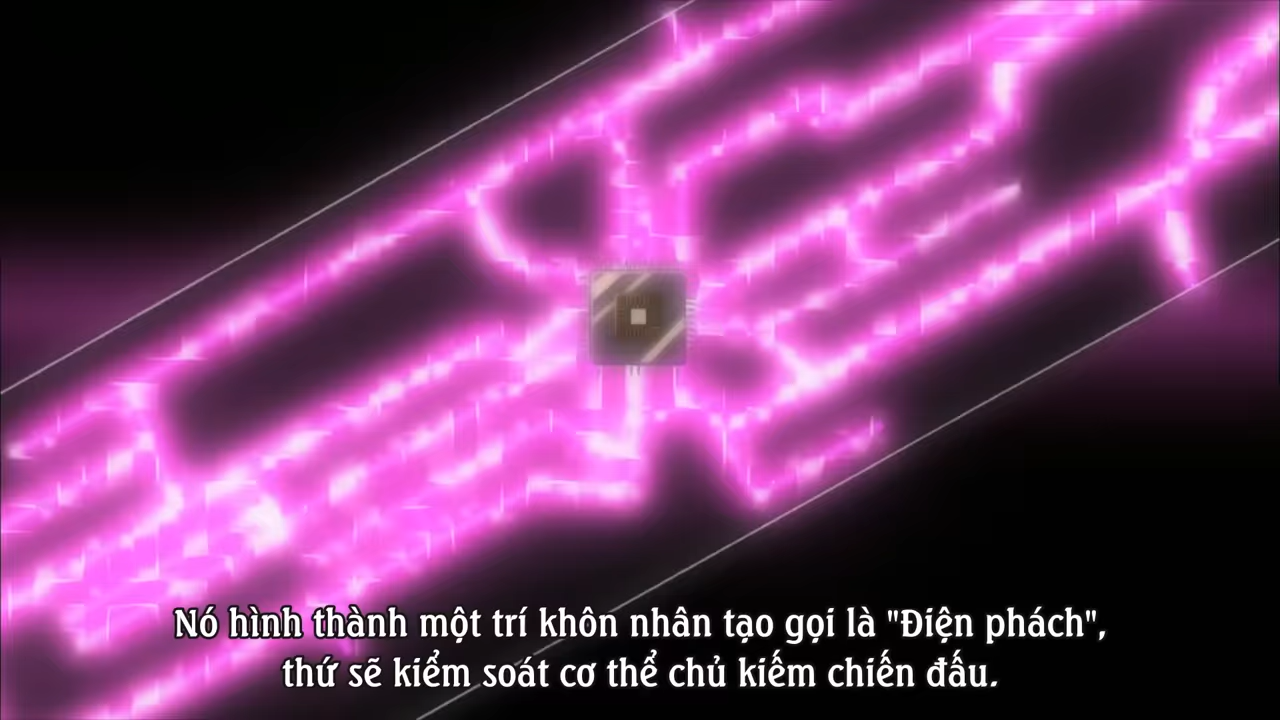 Nó hình thành một trí khôn nhân tạo gọi là "Điện phách",
thứ sẽ kiểm soát cơ thể chủ kiếm chiến đấu.